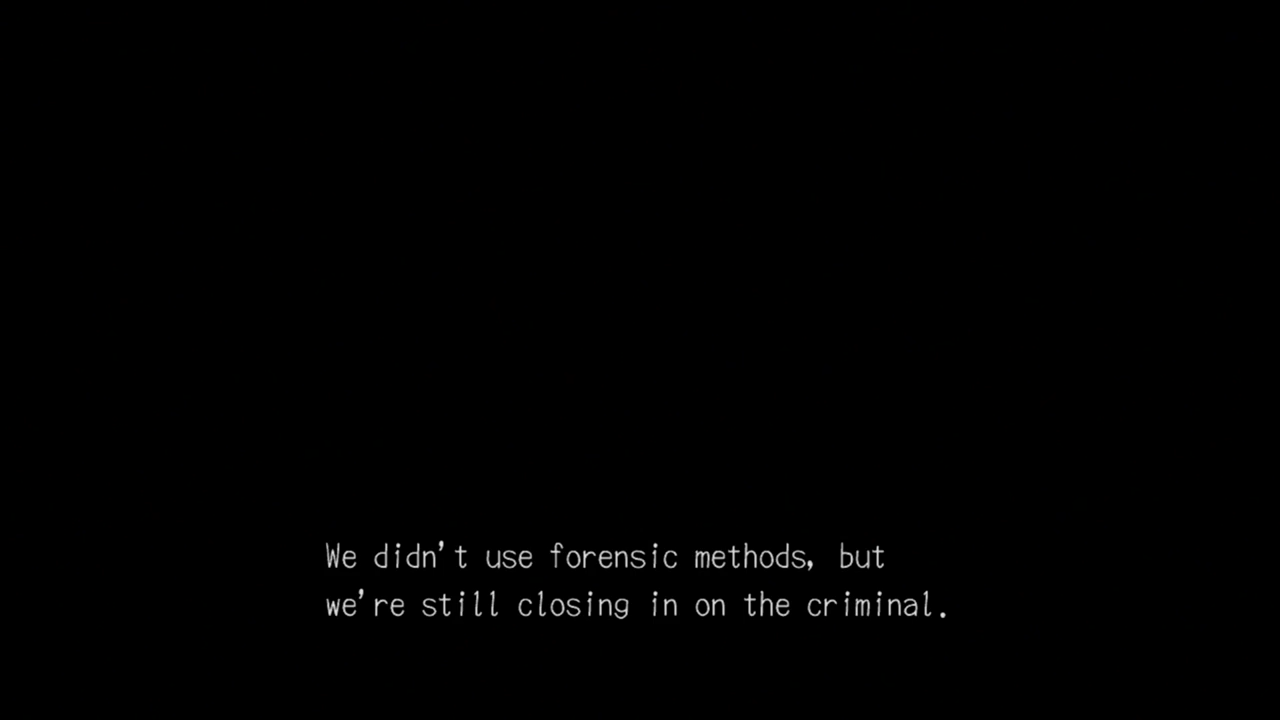 We didn't use forensic methods, but
we're still closing in on the criminal.